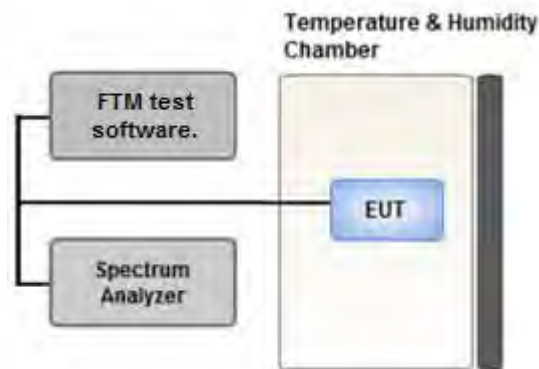 Temperature & Humidity
Chamber
FTM test
software.
EUT
Spectrum
Analyzer